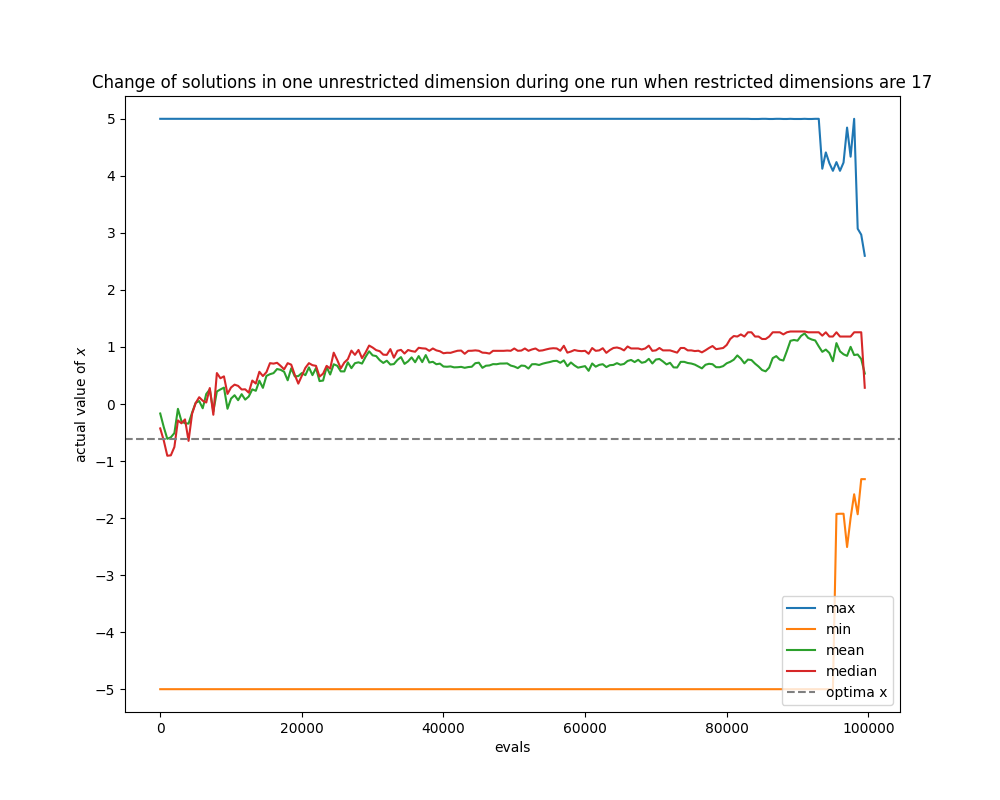 Change of solutions in one unrestricted dimension during one run when restricted dimensions are 17
5
4
3
2
1
0
−1
−2
−3
−4
−5
actual value of x
max
min
mean
median
optima x
0 20000 40000 60000 80000 100000
evals